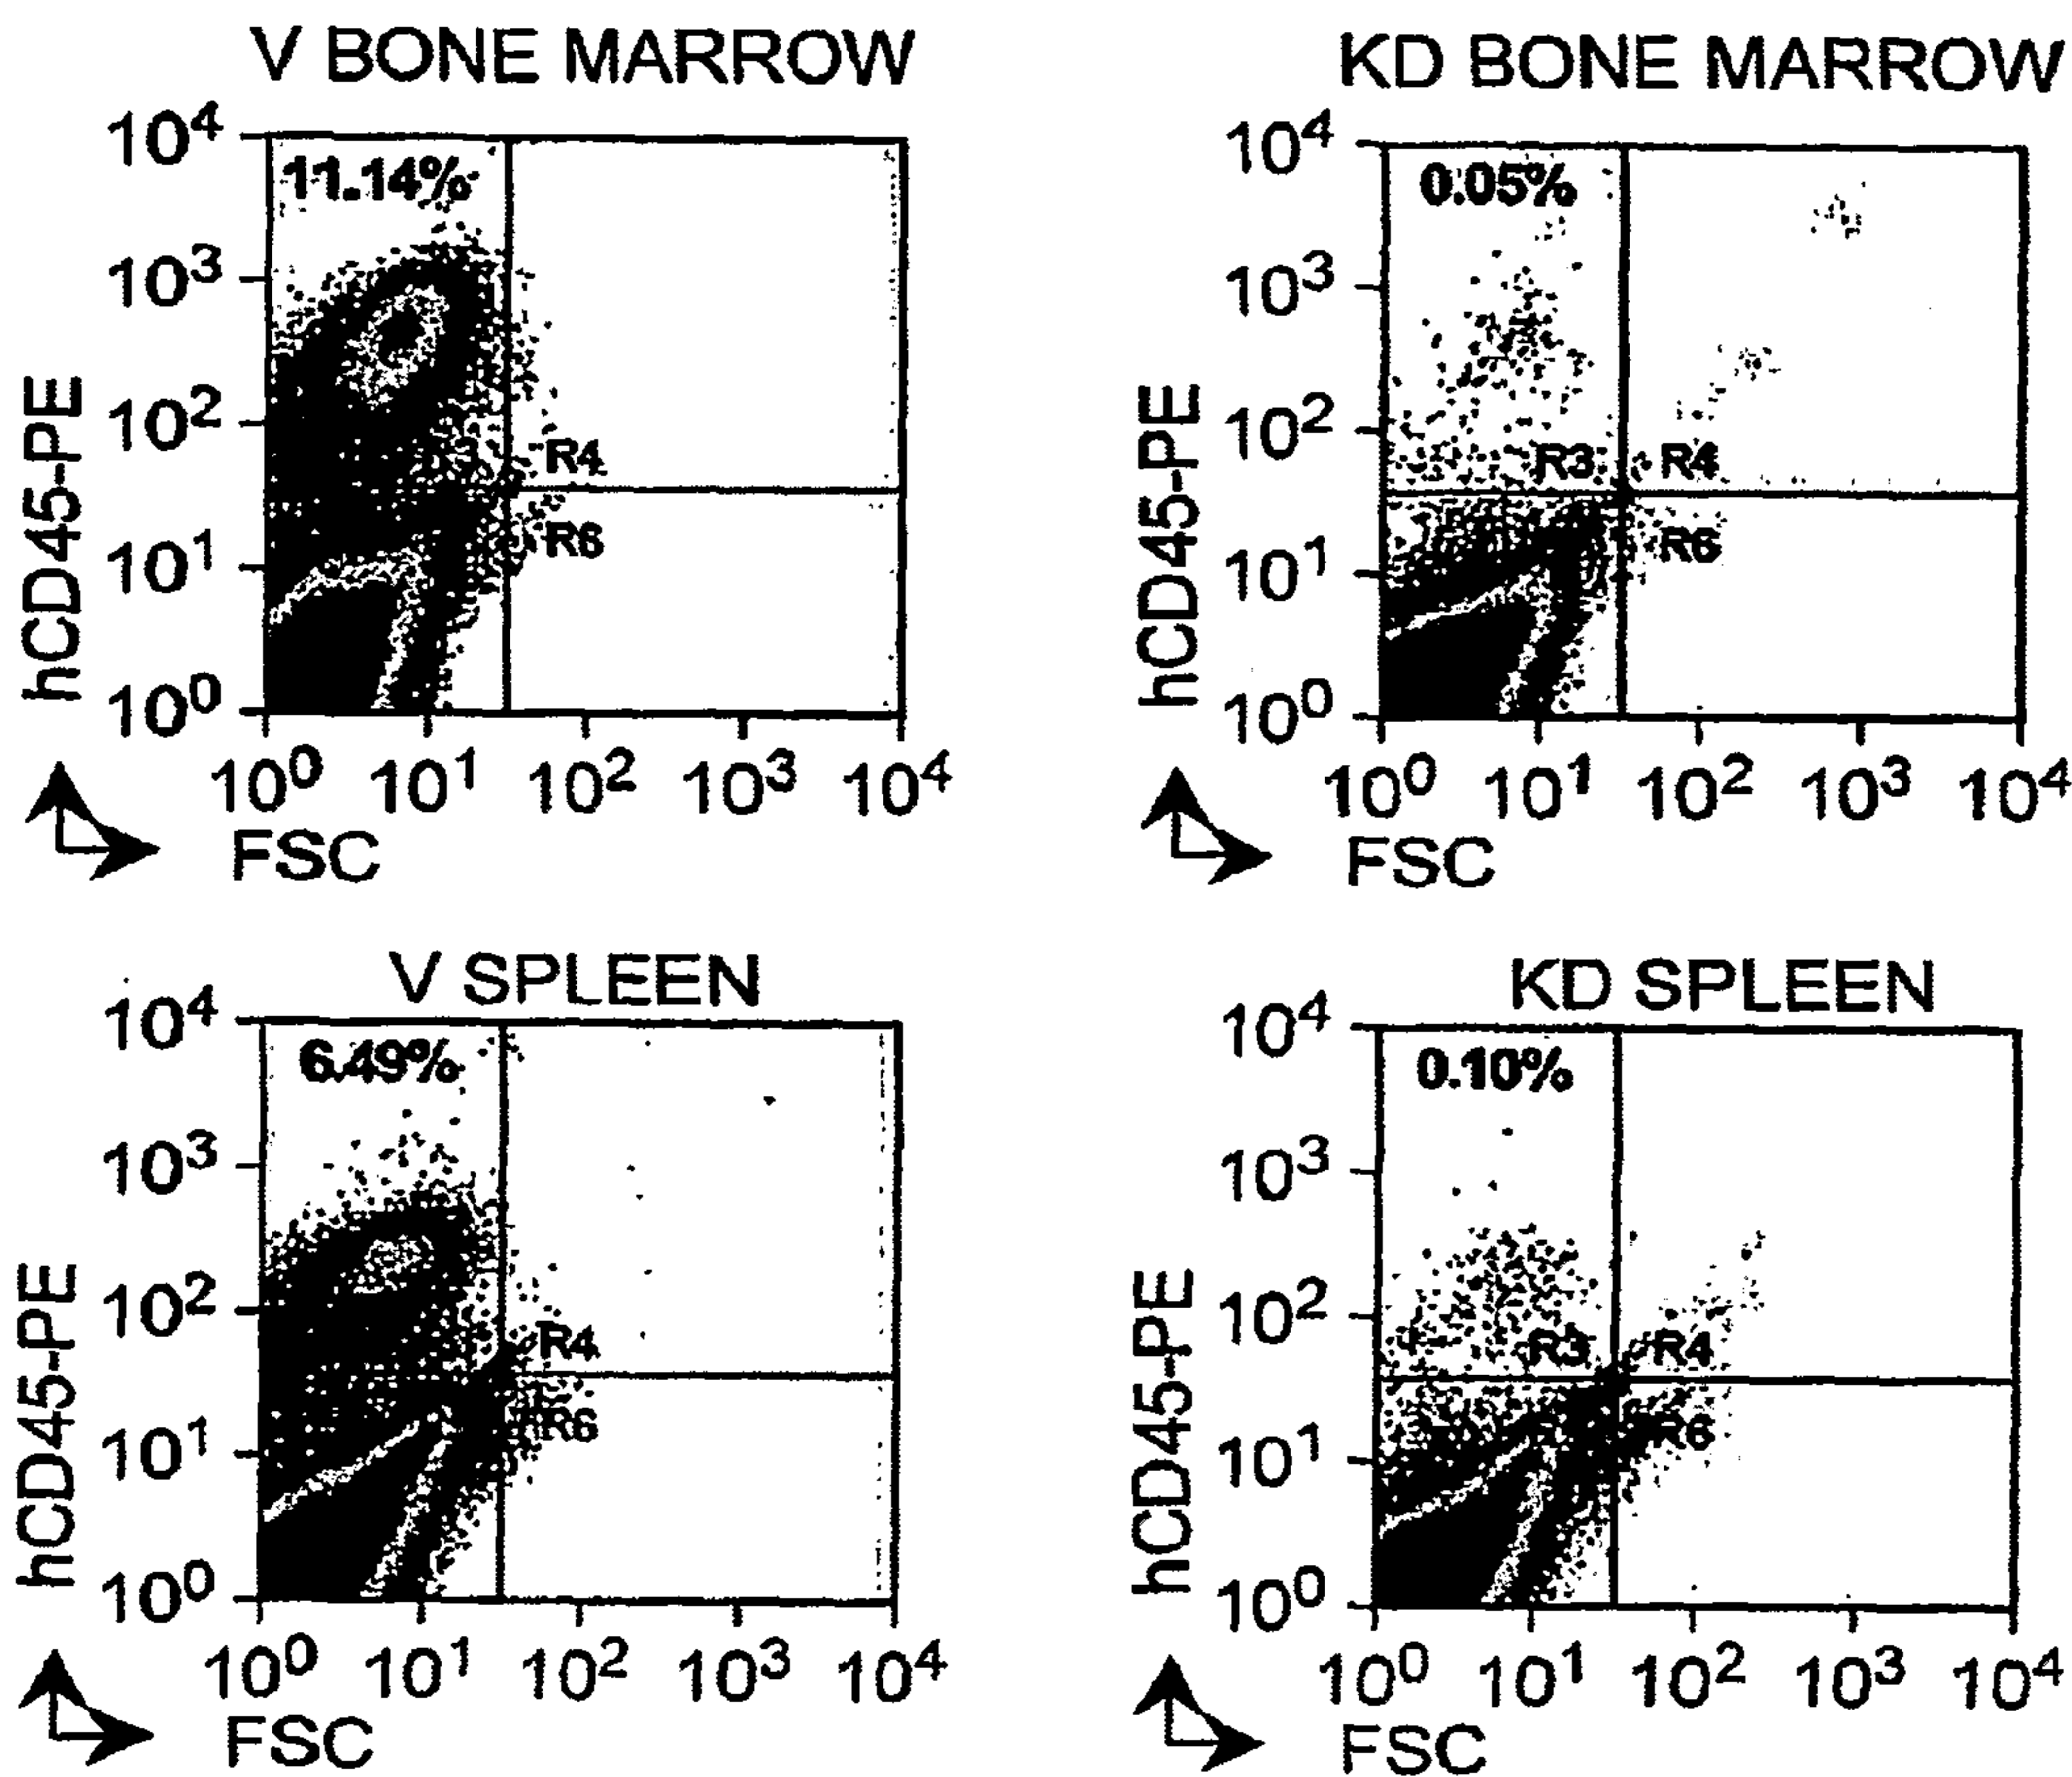 V BONE MARROW
10⁴
11.14%
10³
10²
R3
R4
R6
10¹
10⁰
hCD45-PE
10⁰ 10¹ 10² 10³ 10⁴
FSC
KD BONE MARROW
10⁴
0.05%
10³
10²
R3 R4
R6
10¹
10⁰
hCD45-PE
10⁰ 10¹ 10² 10³ 10⁴
FSC
V SPLEEN
10⁴
6.49%
10³
10²
R4
R6
10¹
10⁰
hCD45-PE
10⁰ 10¹ 10² 10³ 10⁴
FSC
KD SPLEEN
10⁴
0.10%
10³
10²
R3 R4
R6
10¹
10⁰
hCD45-PE
10⁰ 10¹ 10² 10³ 10⁴
FSC